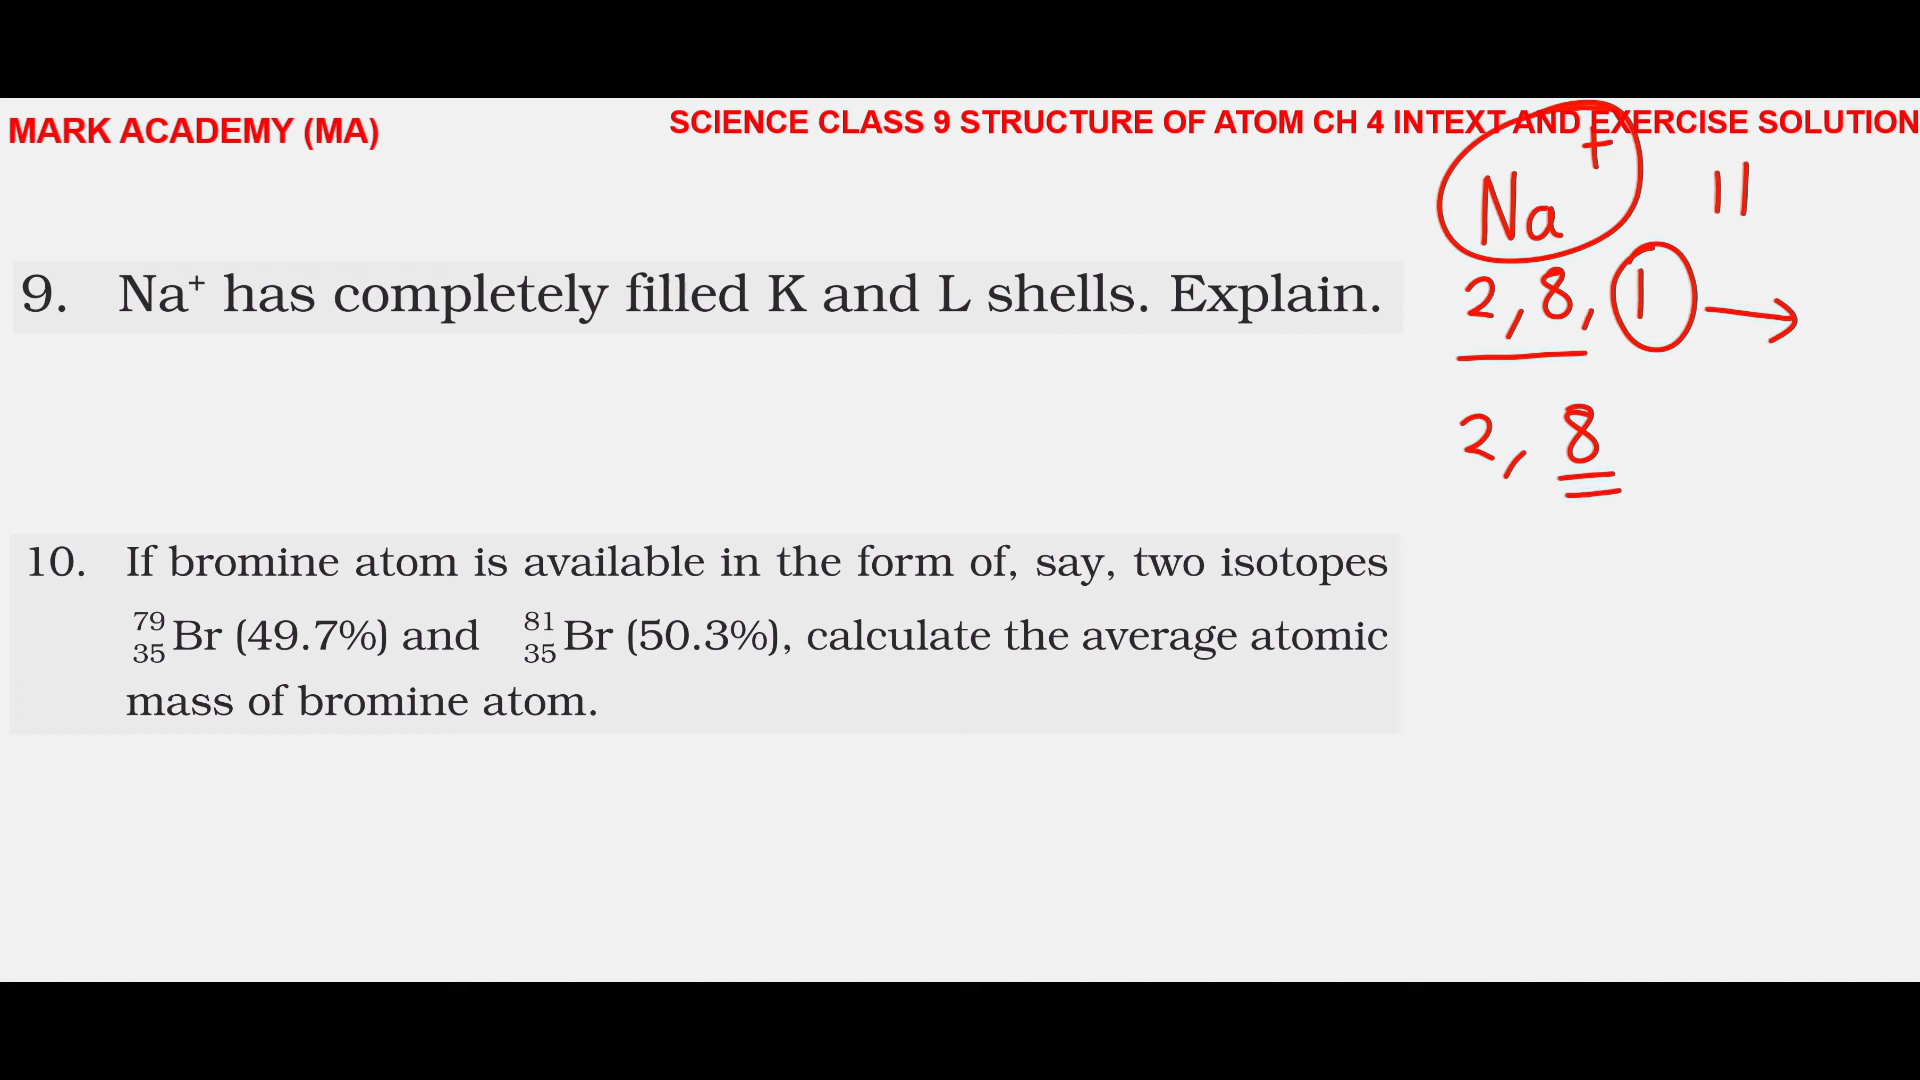 MARK ACADEMY (MA)
SCIENCE CLASS 9 STRUCTURE OF ATOM CH 4 INTEXT AND EXERCISE SOLUTION
Na⁺ 11
9. Na⁺ has completely filled K and L shells. Explain.
2, 8, 1 →
2, 8
10. If bromine atom is available in the form of, say, two isotopes
⁷⁹₃₅Br (49.7%) and ⁸¹₃₅Br (50.3%), calculate the average atomic
mass of bromine atom.